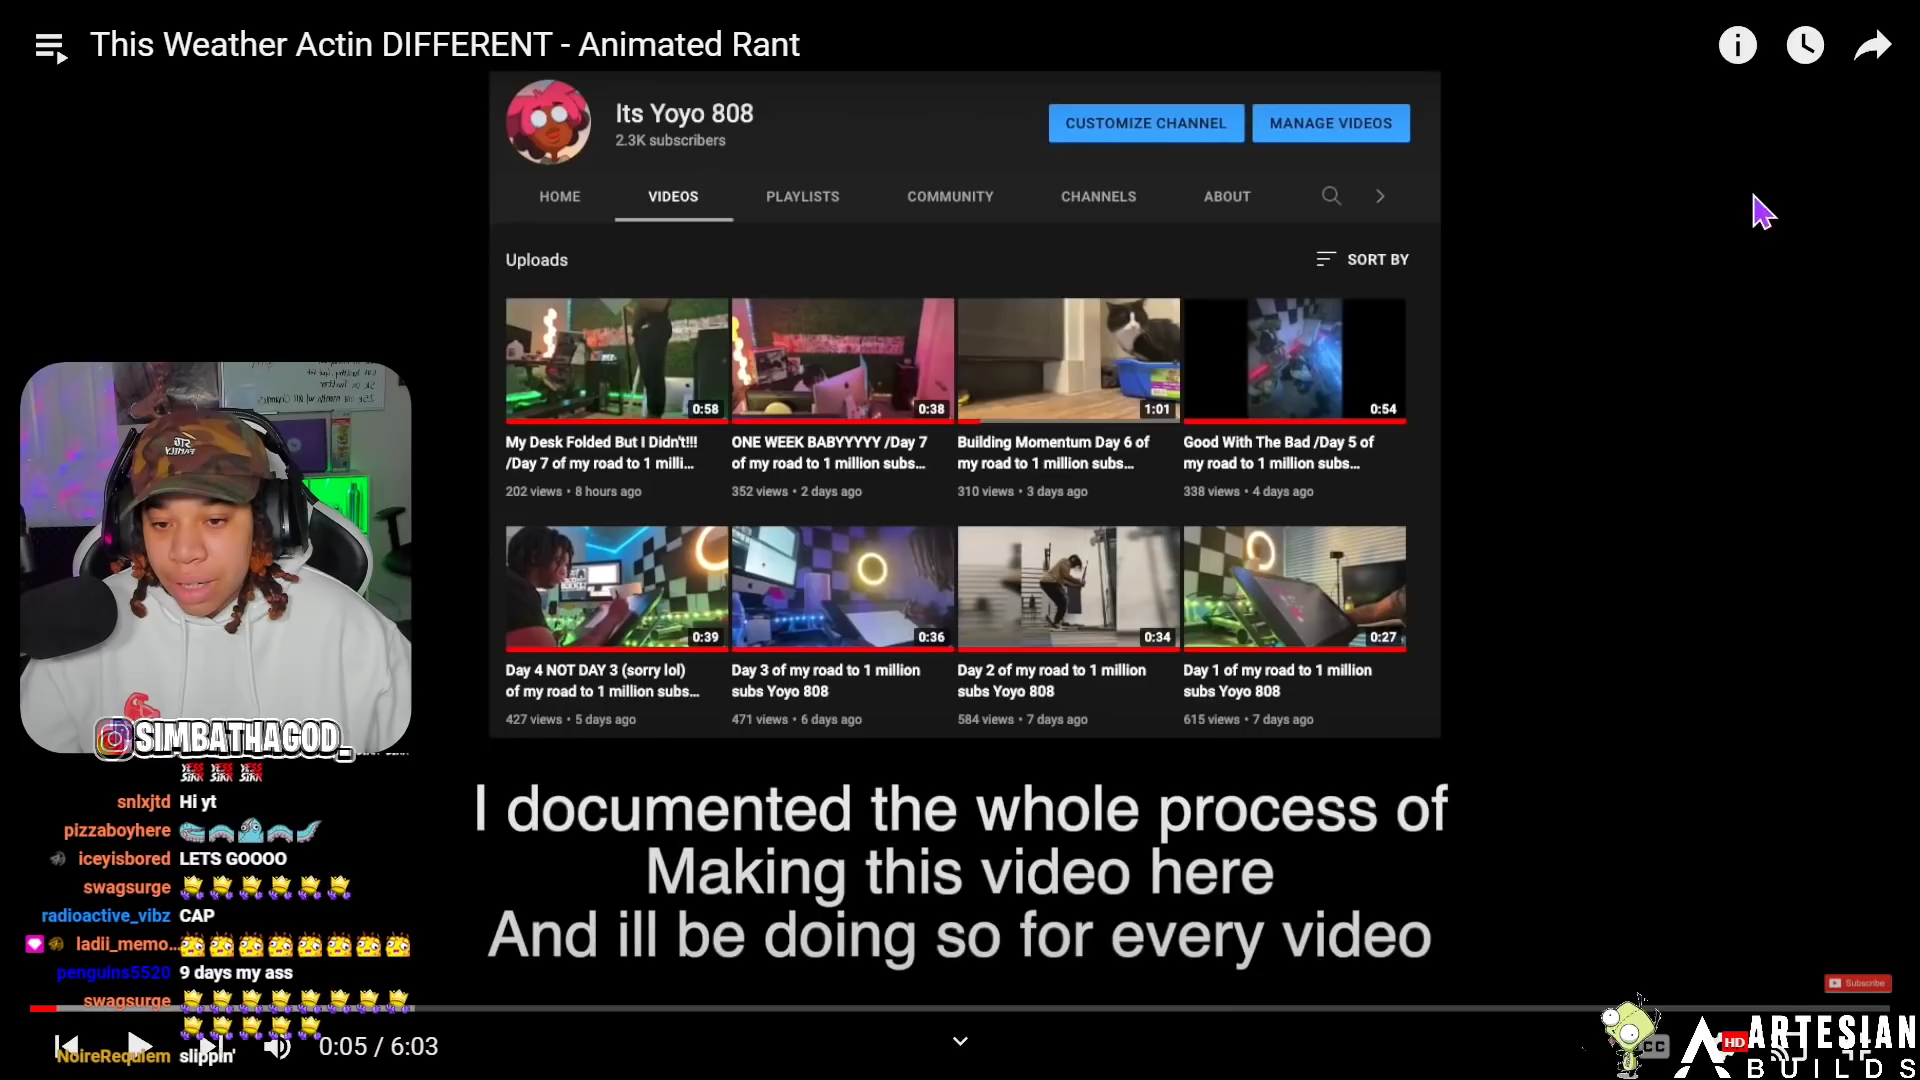 This Weather Actin DIFFERENT - Animated Rant
Its Yoyo 808
2.3K subscribers
CUSTOMIZE CHANNEL
MANAGE VIDEOS
HOME
VIDEOS
PLAYLISTS
COMMUNITY
CHANNELS
ABOUT
Uploads
SORT BY
0:58
0:38
1:01
0:54
My Desk Folded But I Didn't!!!
/Day 7 of my road to 1 milli...
202 views • 8 hours ago
ONE WEEK BABYYYYY /Day 7
of my road to 1 million subs...
352 views • 2 days ago
Building Momentum Day 6 of
my road to 1 million subs...
310 views • 3 days ago
Good With The Bad /Day 5 of
my road to 1 million subs...
338 views • 4 days ago
0:39
0:36
0:34
0:27
Day 4 NOT DAY 3 (sorry lol)
of my road to 1 million subs...
427 views • 5 days ago
Day 3 of my road to 1 million
subs Yoyo 808
471 views • 6 days ago
Day 2 of my road to 1 million
subs Yoyo 808
584 views • 7 days ago
Day 1 of my road to 1 million
subs Yoyo 808
615 views • 7 days ago
SIMBATHAGOD_
YESS SIRR YESS SIRR YESS SIRR
snlxjtd Hi yt
pizzaboyhere
iceyisbored LETS GOOOO
swagsurge
radioactive_vibz CAP
ladii_memo...
penguins5520 9 days my ass
swagsurge
NoireRequiem slippin'
I documented the whole process of
Making this video here
And ill be doing so for every video
Subscribe
0:05 / 6:03
CC
HD
ARTESIAN
BUILDS